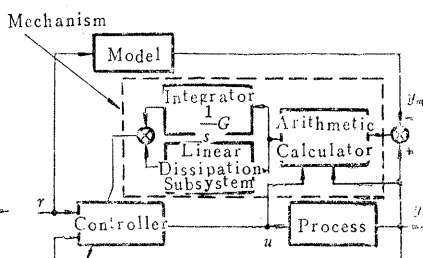 Mechanism
Model
Integrator
1/s G
Linear
Dissipation
Subsystem
Arithmetic
Calculator
y_m
-
+
r
Controller
u
Process
y